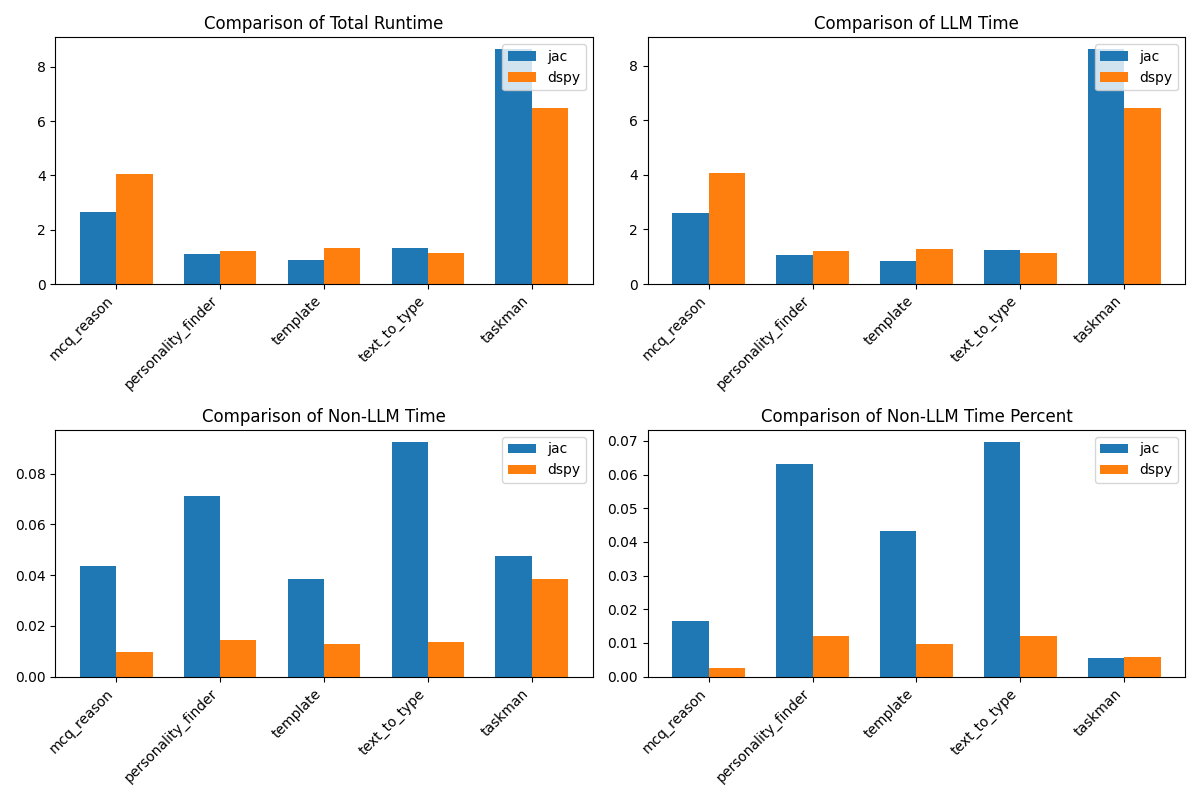 Comparison of Total Runtime
8
6
4
2
0
jac
dspy
mcq_reason
personality_finder
template
text_to_type
taskman
Comparison of LLM Time
8
6
4
2
0
jac
dspy
mcq_reason
personality_finder
template
text_to_type
taskman
Comparison of Non-LLM Time
0.08
0.06
0.04
0.02
0.00
jac
dspy
mcq_reason
personality_finder
template
text_to_type
taskman
Comparison of Non-LLM Time Percent
0.07
0.06
0.05
0.04
0.03
0.02
0.01
0.00
jac
dspy
mcq_reason
personality_finder
template
text_to_type
taskman